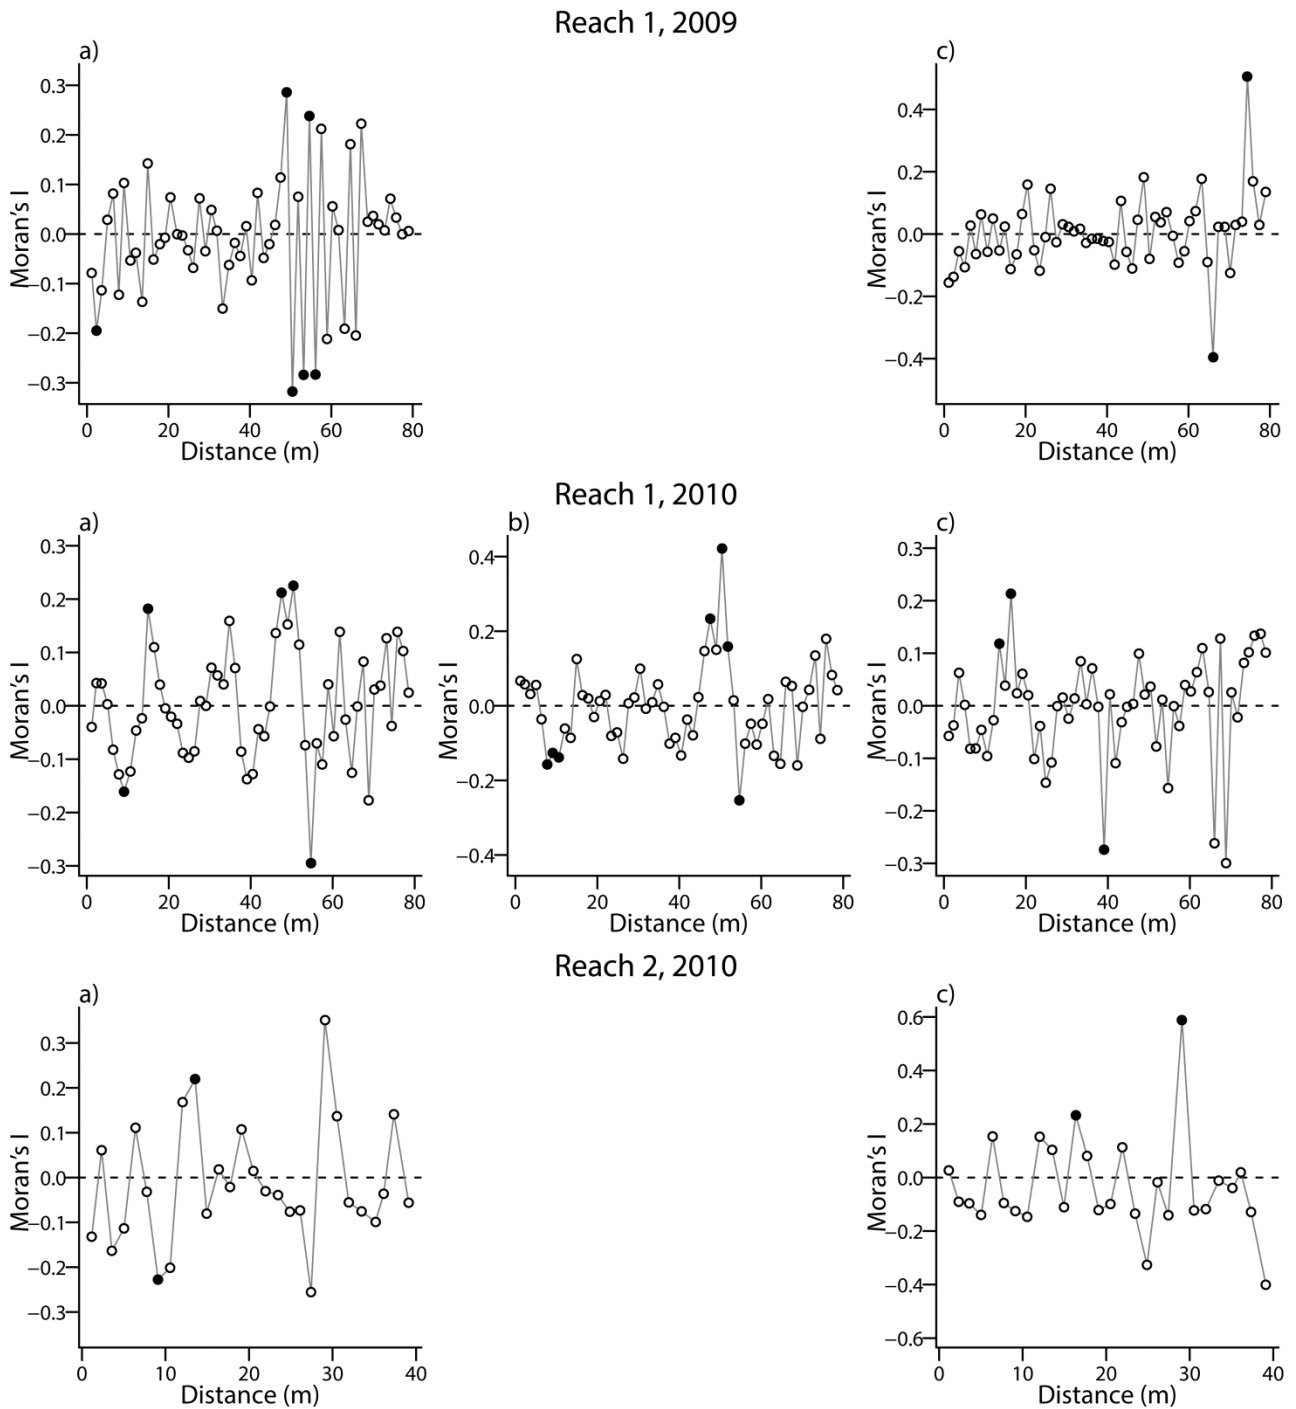 Reach 1, 2009
a)
0.3
0.2
0.1
0.0
−0.1
−0.2
−0.3
Moran's I
0 20 40 60 80
Distance (m)
c)
0.4
0.2
0.0
−0.2
−0.4
Moran's I
0 20 40 60 80
Distance (m)
Reach 1, 2010
a)
0.3
0.2
0.1
0.0
−0.1
−0.2
−0.3
Moran's I
0 20 40 60 80
Distance (m)
b)
0.4
0.2
0.0
−0.2
−0.4
Moran's I
0 20 40 60 80
Distance (m)
c)
0.3
0.2
0.1
0.0
−0.1
−0.2
−0.3
Moran's I
0 20 40 60 80
Distance (m)
Reach 2, 2010
a)
0.3
0.2
0.1
0.0
−0.1
−0.2
−0.3
Moran's I
0 10 20 30 40
Distance (m)
c)
0.6
0.4
0.2
0.0
−0.2
−0.4
−0.6
Moran's I
0 10 20 30 40
Distance (m)